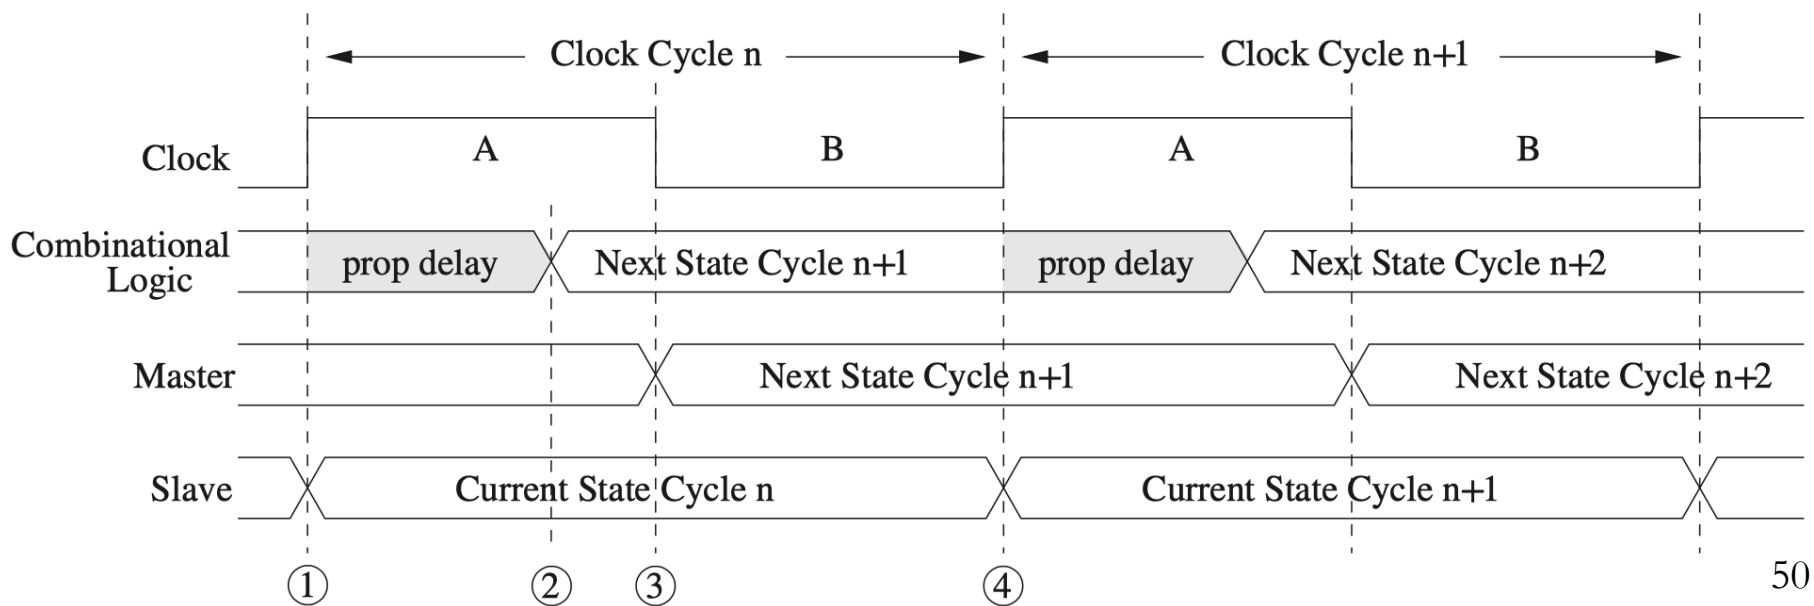 Clock Cycle n
Clock Cycle n+1
Clock
A
B
A
B
Combinational
Logic
prop delay
Next State Cycle n+1
prop delay
Next State Cycle n+2
Master
Next State Cycle n+1
Next State Cycle n+2
Slave
Current State Cycle n
Current State Cycle n+1
①
②
③
④
50